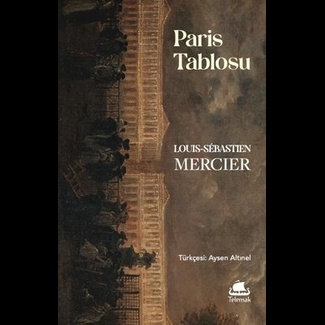 Paris
Tablosu
LOUIS-SÉBASTIEN
MERCIER
Türkçesi: Aysen Altınel
Telemak